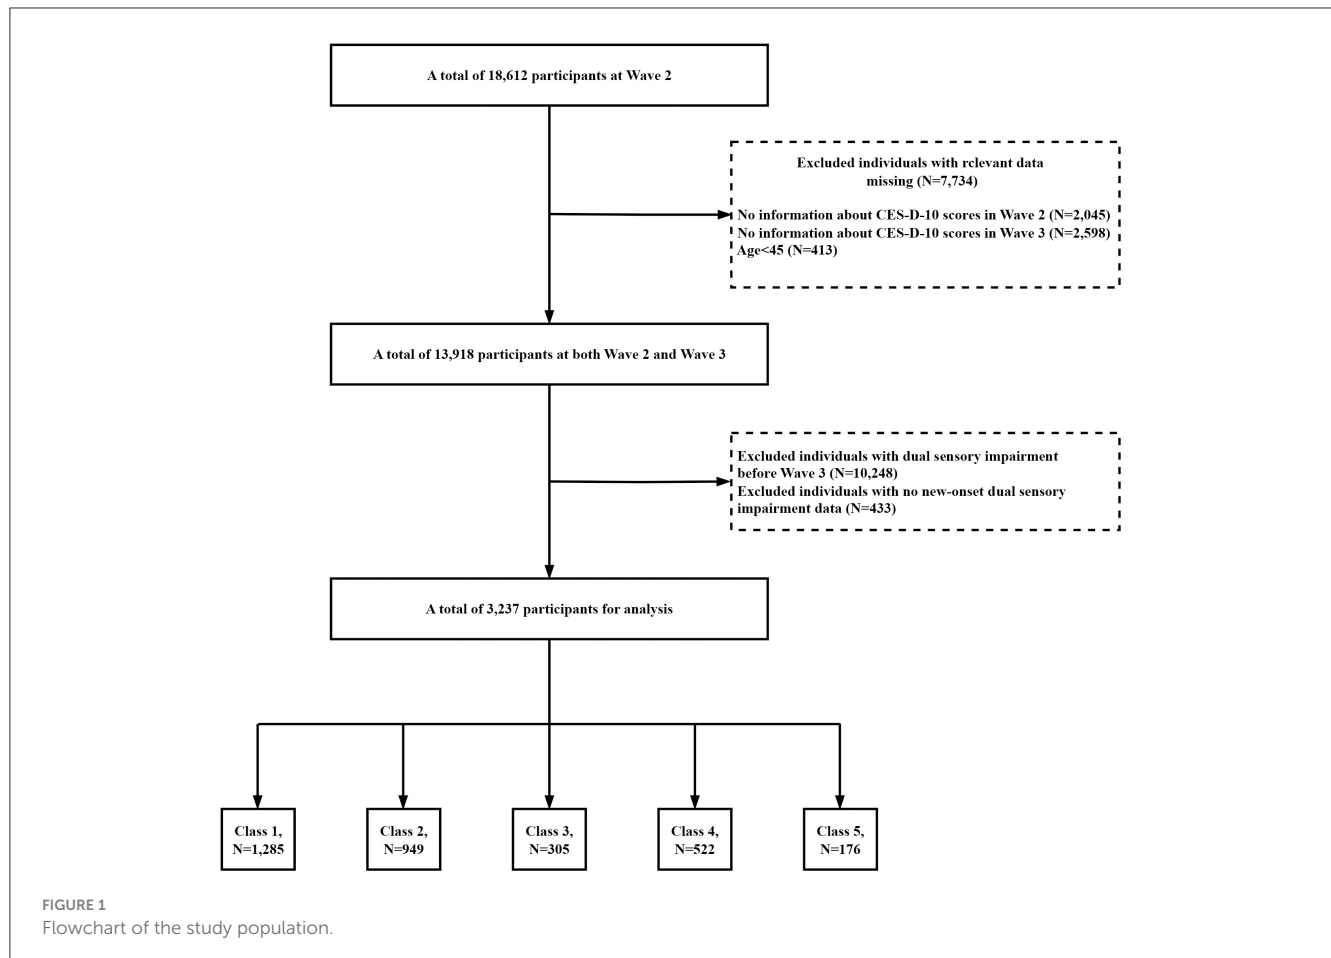 A total of 18,612 participants at Wave 2
Excluded individuals with rclevant data
missing (N=7,734)
No information about CES-D-10 scores in Wave 2 (N=2,045)
No information about CES-D-10 scores in Wave 3 (N=2,598)
Age<45 (N=413)
A total of 13,918 participants at both Wave 2 and Wave 3
Excluded individuals with dual sensory impairment
before Wave 3 (N=10,248)
Excluded individuals with no new-onset dual sensory
impairment data (N=433)
A total of 3,237 participants for analysis
Class 1,
N=1,285
Class 2,
N=949
Class 3,
N=305
Class 4,
N=522
Class 5,
N=176
FIGURE 1
Flowchart of the study population.